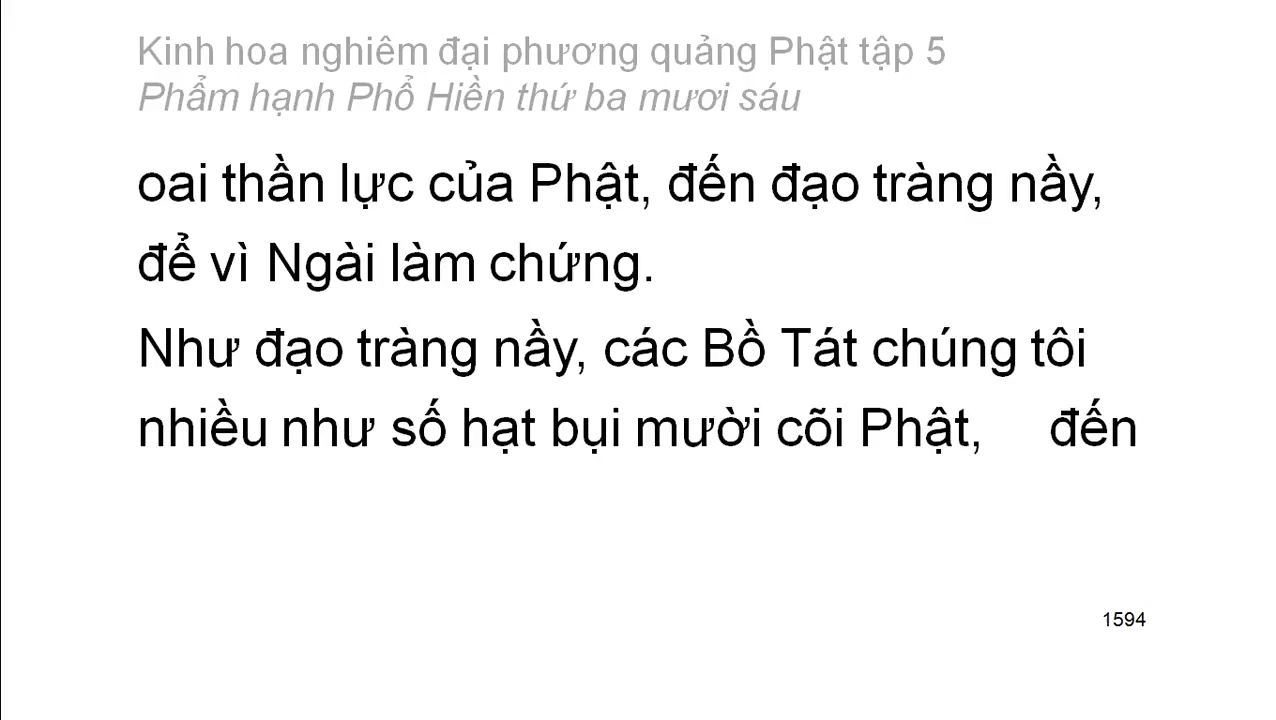 Kinh hoa nghiêm đại phương quảng Phật tập 5
Phẩm hạnh Phổ Hiền thứ ba mươi sáu
oai thần lực của Phật, đến đạo tràng nầy,
để vì Ngài làm chứng.
Như đạo tràng nầy, các Bồ Tát chúng tôi
nhiều như số hạt bụi mười cõi Phật, đến
1594